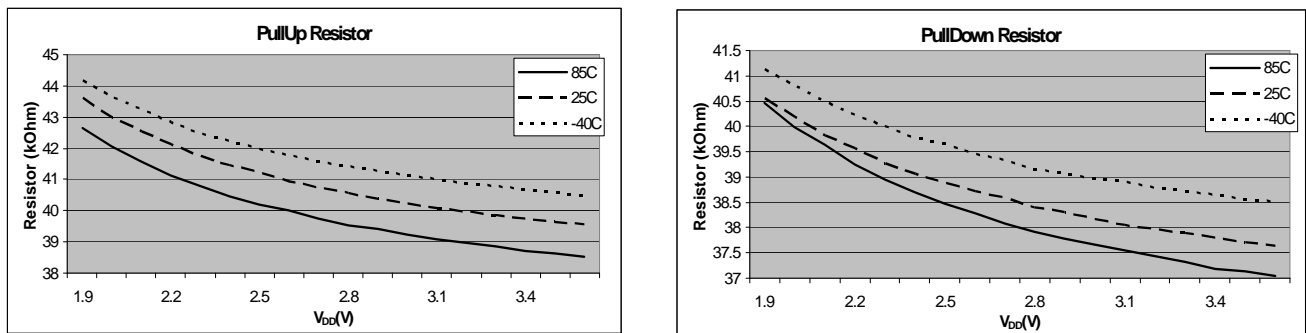 PullUp Resistor
45
44
43
42
41
40
39
38
Resistor (kOhm)
85C
25C
-40C
1.9 2.2 2.5 2.8 3.1 3.4
VDD(V)
PullDown Resistor
41.5
41
40.5
40
39.5
39
38.5
38
37.5
37
Resistor (kOhm)
85C
25C
-40C
1.9 2.2 2.5 2.8 3.1 3.4
VDD(V)